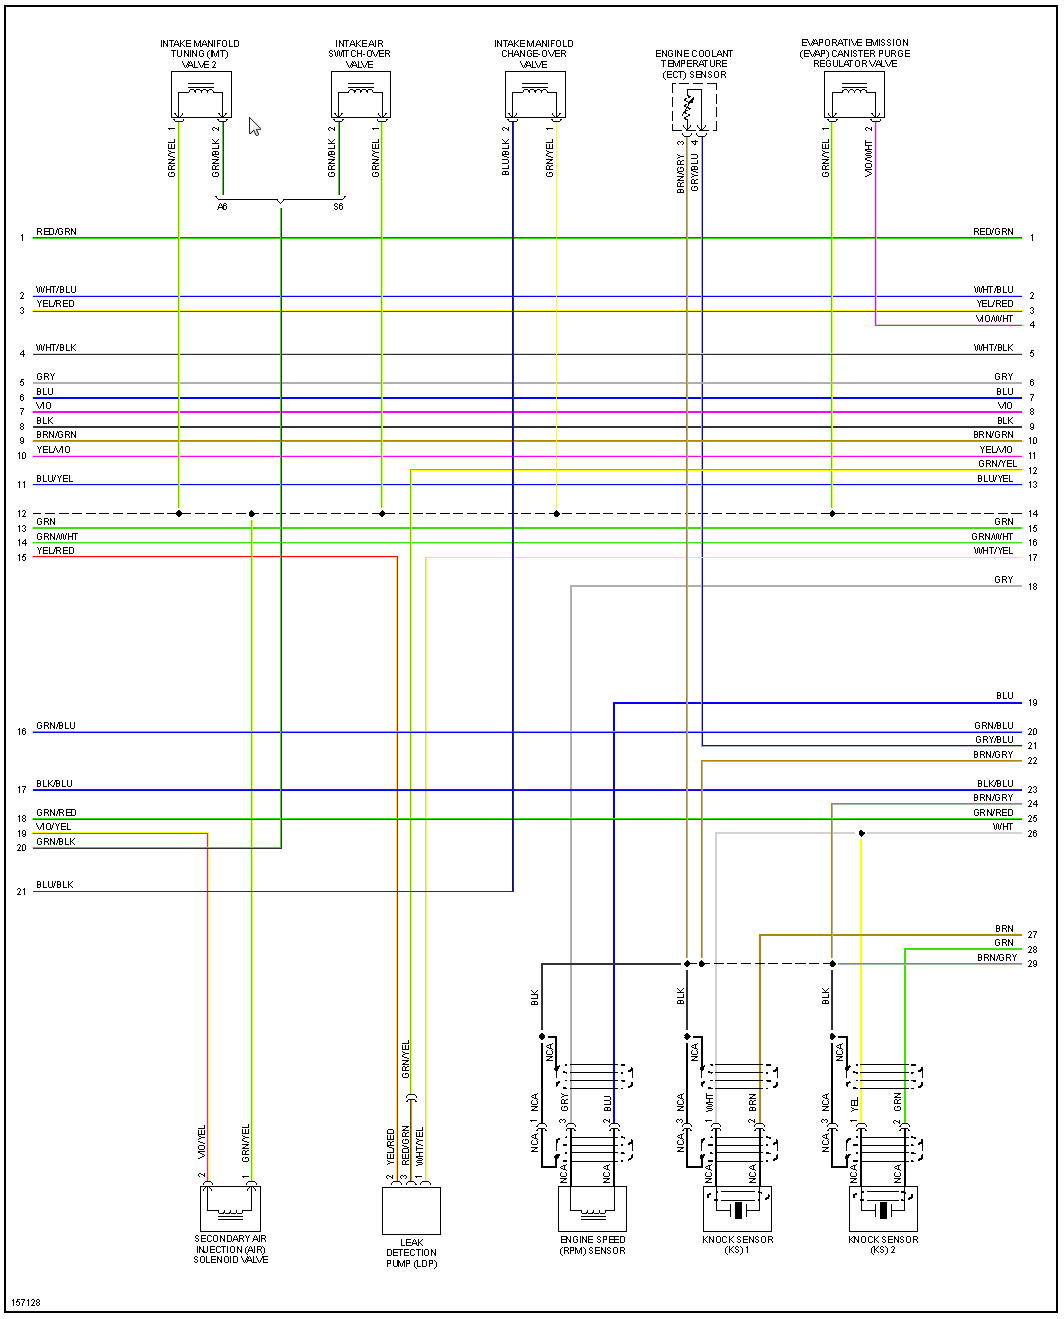 INTAKE MANIFOLD
TUNING (IMT)
VALVE 2
INTAKE AIR
SWITCH-OVER
VALVE
INTAKE MANIFOLD
CHANGE-OVER
VALVE
ENGINE COOLANT
TEMPERATURE
(ECT) SENSOR
EVAPORATIVE EMISSION
(EVAP) CANISTER PURGE
REGULATOR VALVE
1 2 2 1 2 1 3 4 1 2
GRN/YEL GRN/BLK GRN/BLK GRN/YEL BLU/BLK GRN/YEL BRN/GRY GRY/BLU GRN/YEL VIO/WHT
A6 S6
1 RED/GRN RED/GRN 1
2 WHT/BLU WHT/BLU 2
3 YEL/RED YEL/RED 3
VIO/WHT 4
4 WHT/BLK WHT/BLK 5
5 GRY GRY 6
6 BLU BLU 7
7 VIO VIO 8
8 BLK BLK 9
9 BRN/GRN BRN/GRN 10
10 YEL/VIO YEL/VIO 11
GRN/YEL 12
11 BLU/YEL BLU/YEL 13
12 14
13 GRN GRN 15
14 GRN/WHT GRN/WHT 16
15 YEL/RED WHT/YEL 17
GRY 18
BLU 19
16 GRN/BLU GRN/BLU 20
GRY/BLU 21
BRN/GRY 22
17 BLK/BLU BLK/BLU 23
BRN/GRY 24
18 GRN/RED GRN/RED 25
19 VIO/YEL WHT 26
20 GRN/BLK
21 BLU/BLK
BRN 27
GRN 28
BRN/GRY 29
BLK BLK BLK
NCA NCA NCA
GRN/YEL
NCA GRY BLU NCA WHT BRN NCA YEL GRN
1 3 2 3 1 2 3 1 2
NCA NCA NCA
VIO/YEL GRN/YEL YEL/RED RED/GRN WHT/YEL
NCA NCA NCA NCA NCA NCA
2 1 2 3 1
SECONDARY AIR
INJECTION (AIR)
SOLENOID VALVE
LEAK
DETECTION
PUMP (LDP)
ENGINE SPEED
(RPM) SENSOR
KNOCK SENSOR
(KS) 1
KNOCK SENSOR
(KS) 2
157128